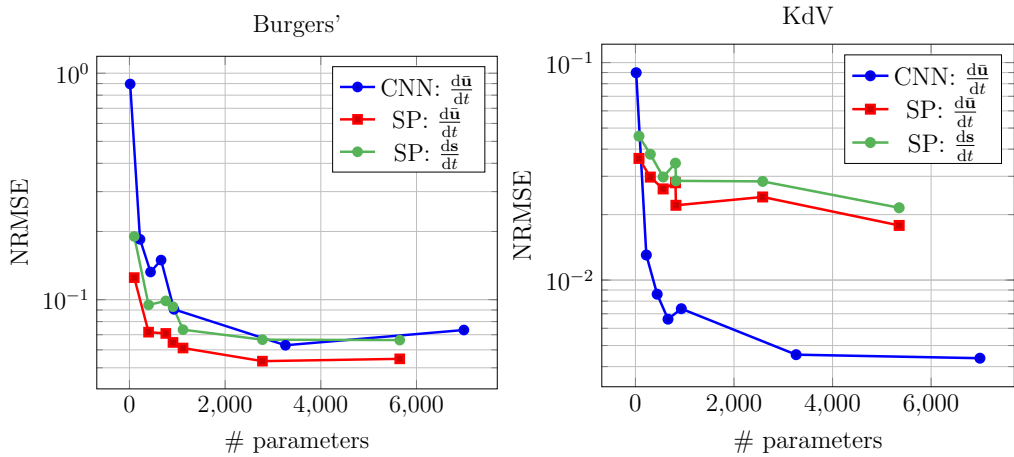 Burgers'
10⁰
10⁻¹
NRMSE
0
2,000
4,000
6,000
# parameters
CNN: dū/dt
SP: dū/dt
SP: ds/dt
KdV
10⁻¹
10⁻²
NRMSE
0
2,000
4,000
6,000
# parameters
CNN: dū/dt
SP: dū/dt
SP: ds/dt